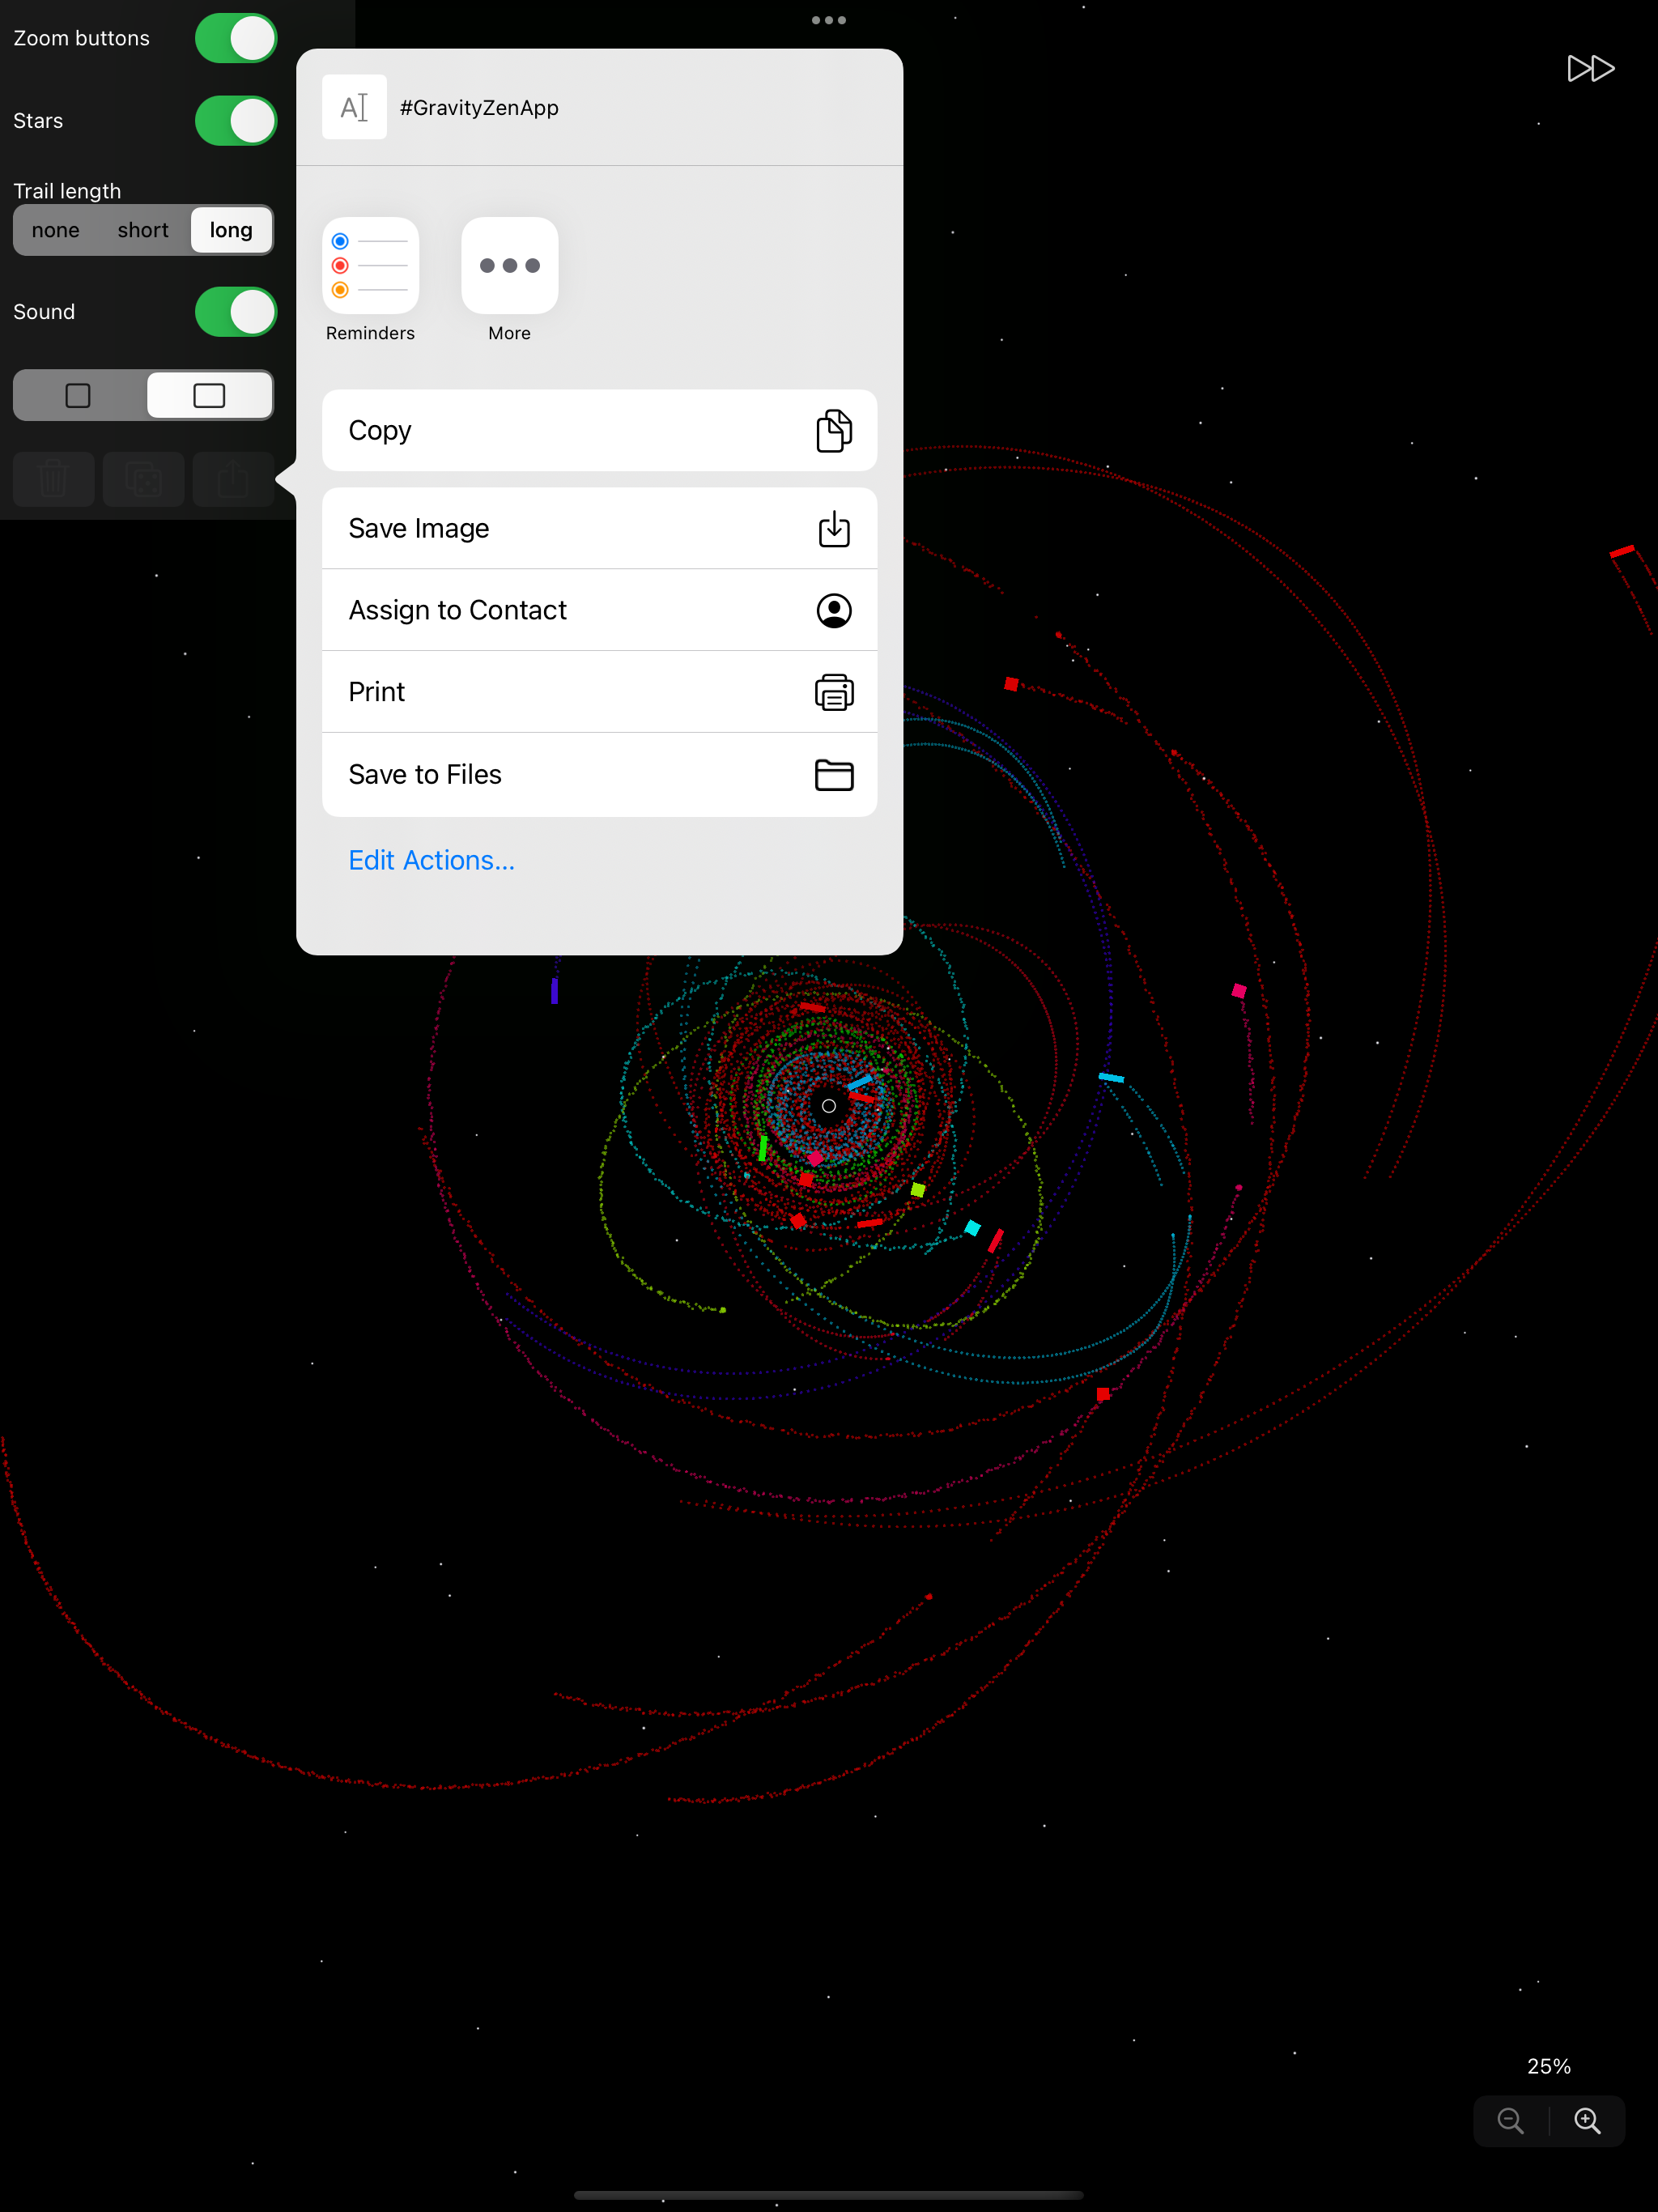 Zoom buttons
Stars
Trail length
none short long
Sound
#GravityZenApp
Reminders More
Copy
Save Image
Assign to Contact
Print
Save to Files
Edit Actions...
25%